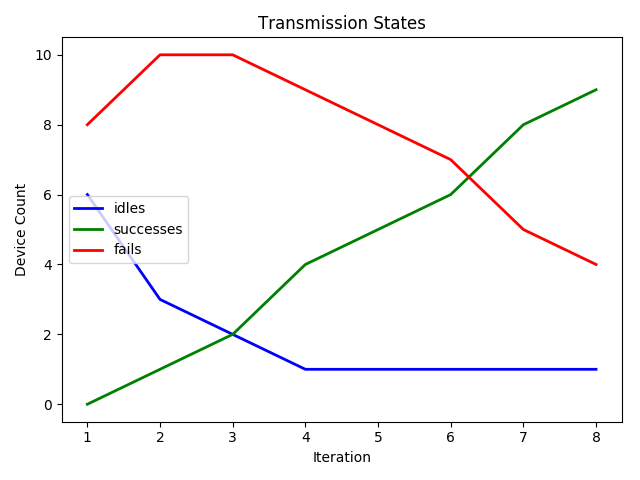 Transmission States
Device Count
10
8
6
4
2
0
idles
successes
fails
1 2 3 4 5 6 7 8
Iteration